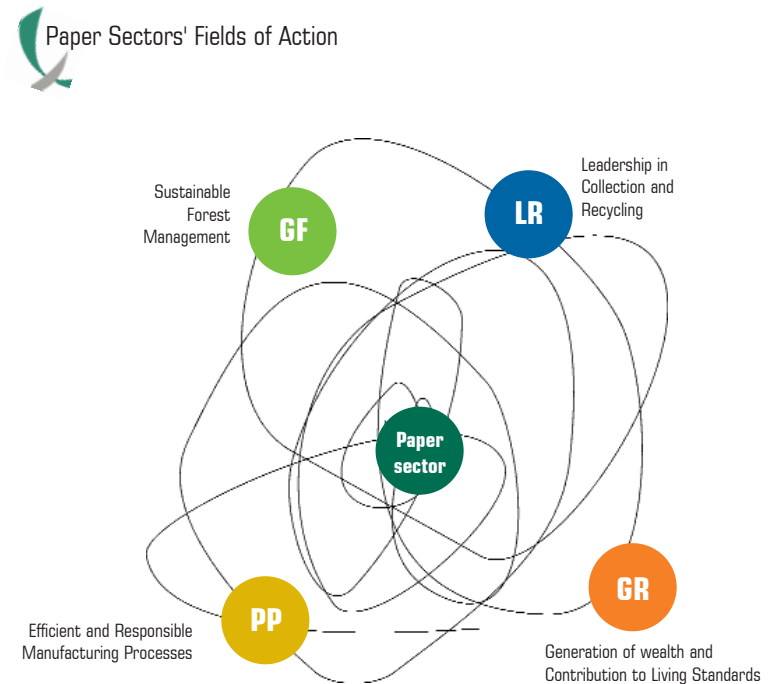 Paper Sectors' Fields of Action
Sustainable
Forest
Management
GF
LR
Leadership in
Collection and
Recycling
Paper
sector
PP
Efficient and Responsible
Manufacturing Processes
GR
Generation of wealth and
Contribution to Living Standards